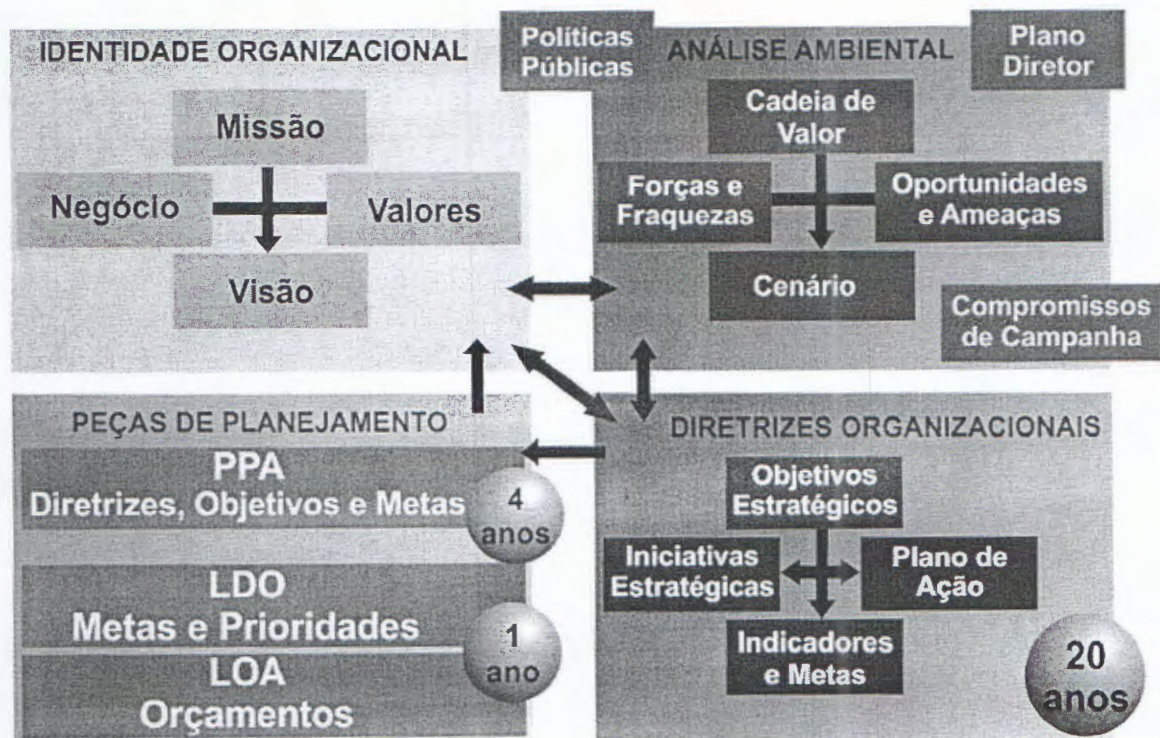 IDENTIDADE ORGANIZACIONAL
Missão
Negócio
Valores
Visão
Políticas
Públicas
ANÁLISE AMBIENTAL
Plano
Diretor
Cadeia de
Valor
Forças e
Fraquezas
Oportunidades
e Ameaças
Cenário
Compromissos
de Campanha
PEÇAS DE PLANEJAMENTO
PPA
Diretrizes, Objetivos e Metas
4
anos
LDO
Metas e Prioridades
1
ano
LOA
Orçamentos
DIRETRIZES ORGANIZACIONAIS
Objetivos
Estratégicos
Iniciativas
Estratégicas
Plano de
Ação
Indicadores
e Metas
20
anos